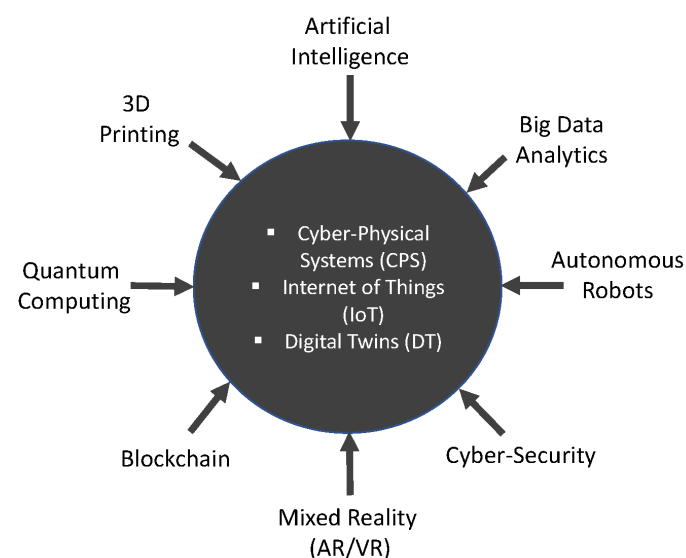 Artificial
Intelligence
3D
Printing
Big Data
Analytics
▪ Cyber-Physical
Systems (CPS)
▪ Internet of Things
(IoT)
▪ Digital Twins (DT)
Quantum
Computing
Autonomous
Robots
Blockchain
Cyber-Security
Mixed Reality
(AR/VR)